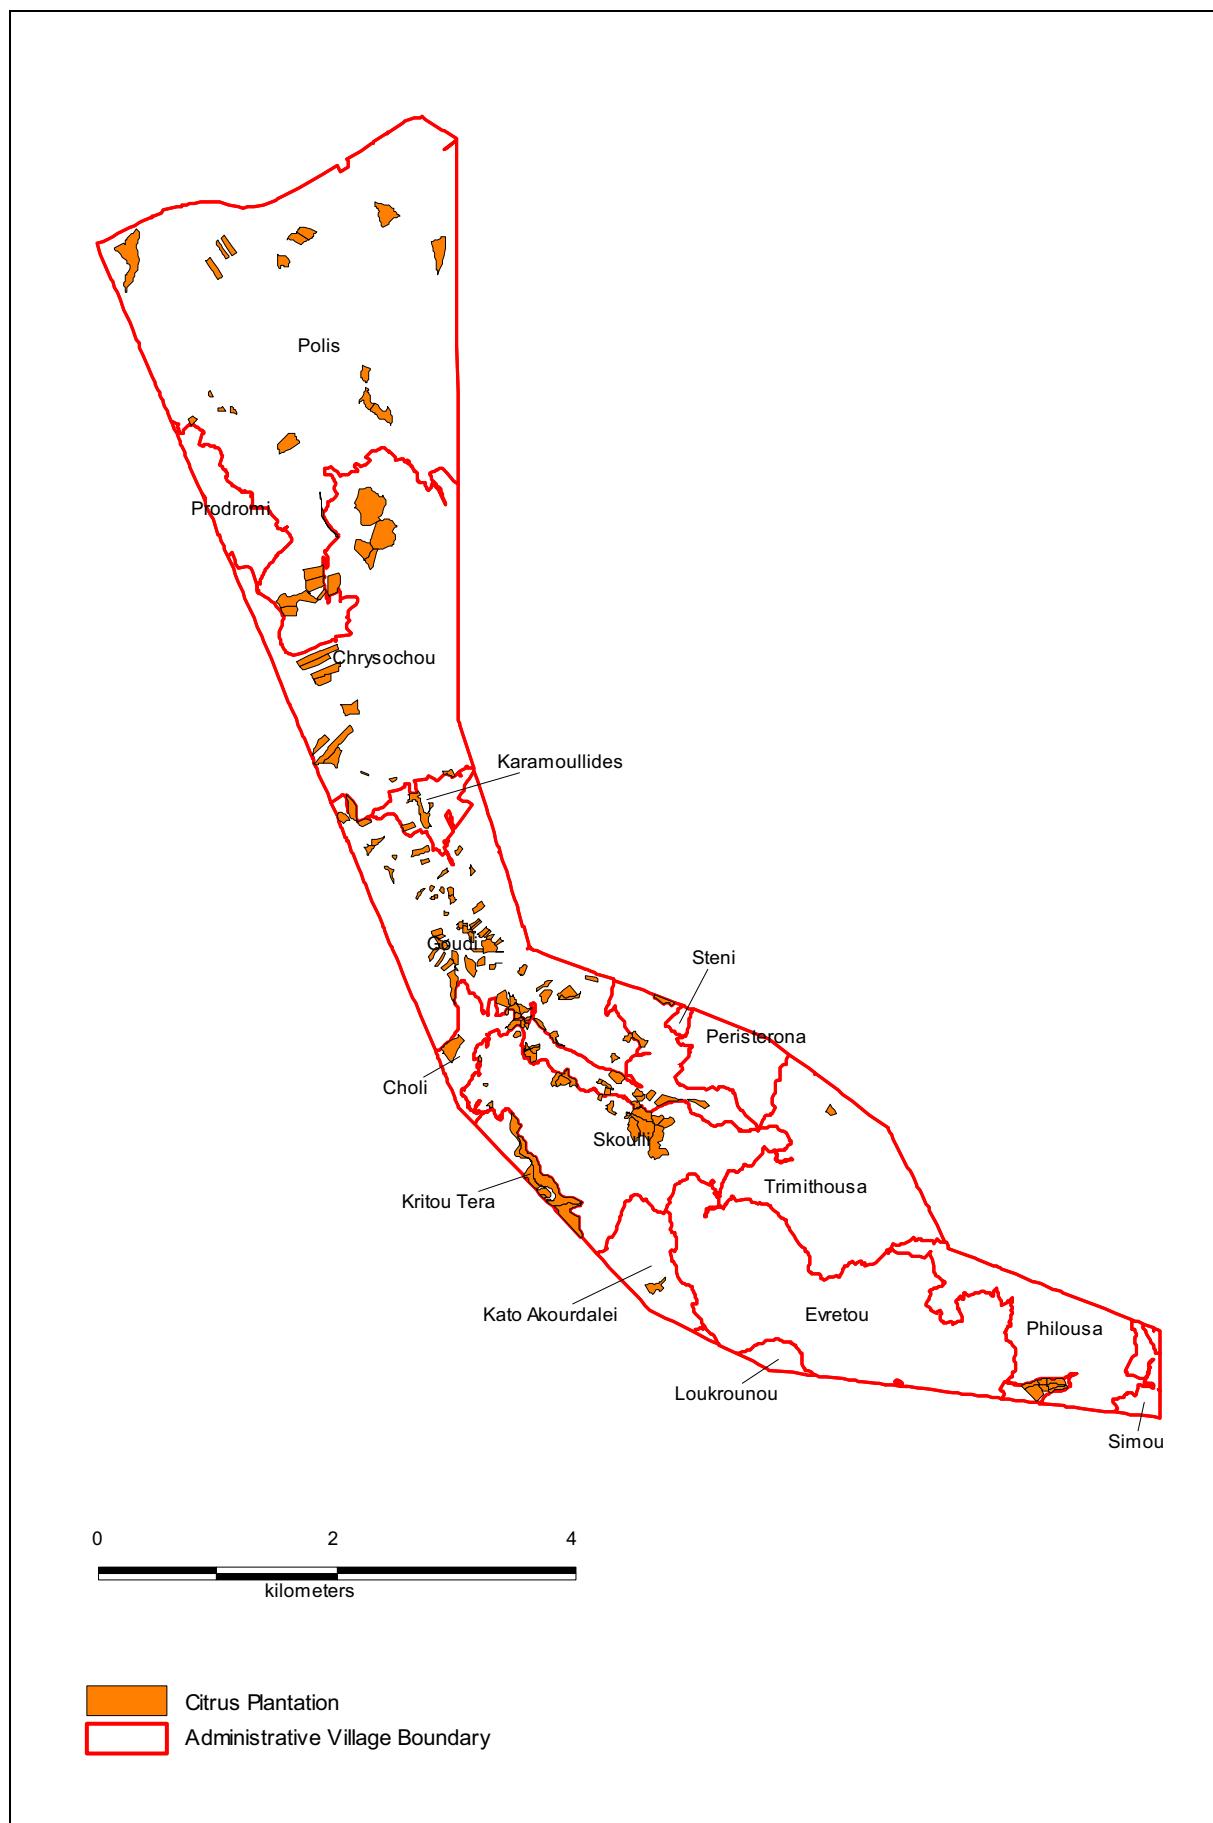 Polis
Prodromi
Chrysochou
Karamoullides
Goudi
Steni
Peristerona
Choli
Skoulli
Trimithousa
Kritou Tera
Kato Akourdalei
Evretou
Philousa
Loukrounou
Simou
0 2 4
kilometers
Citrus Plantation
Administrative Village Boundary